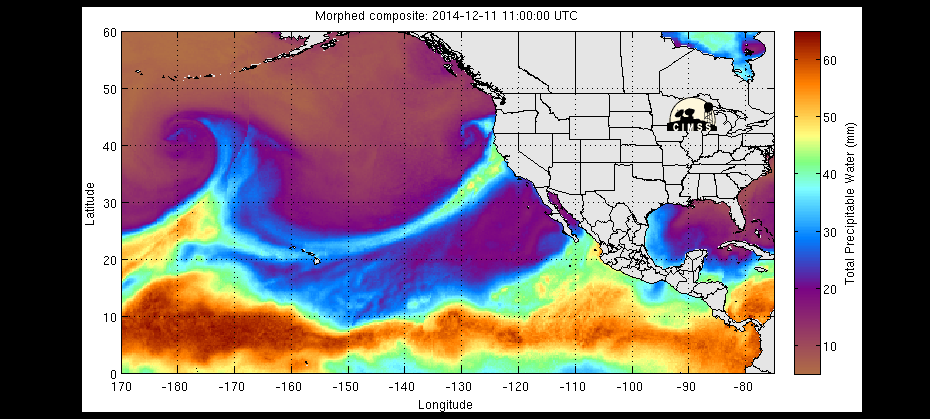 Morphed composite: 2014-12-11 11:00:00 UTC
60
50
40
30
20
10
0
Latitude
170 -180 -170 -160 -150 -140 -130 -120 -110 -100 -90 -80
Longitude
CIMSS
60
50
40
30
20
10
Total Precipitable Water (mm)